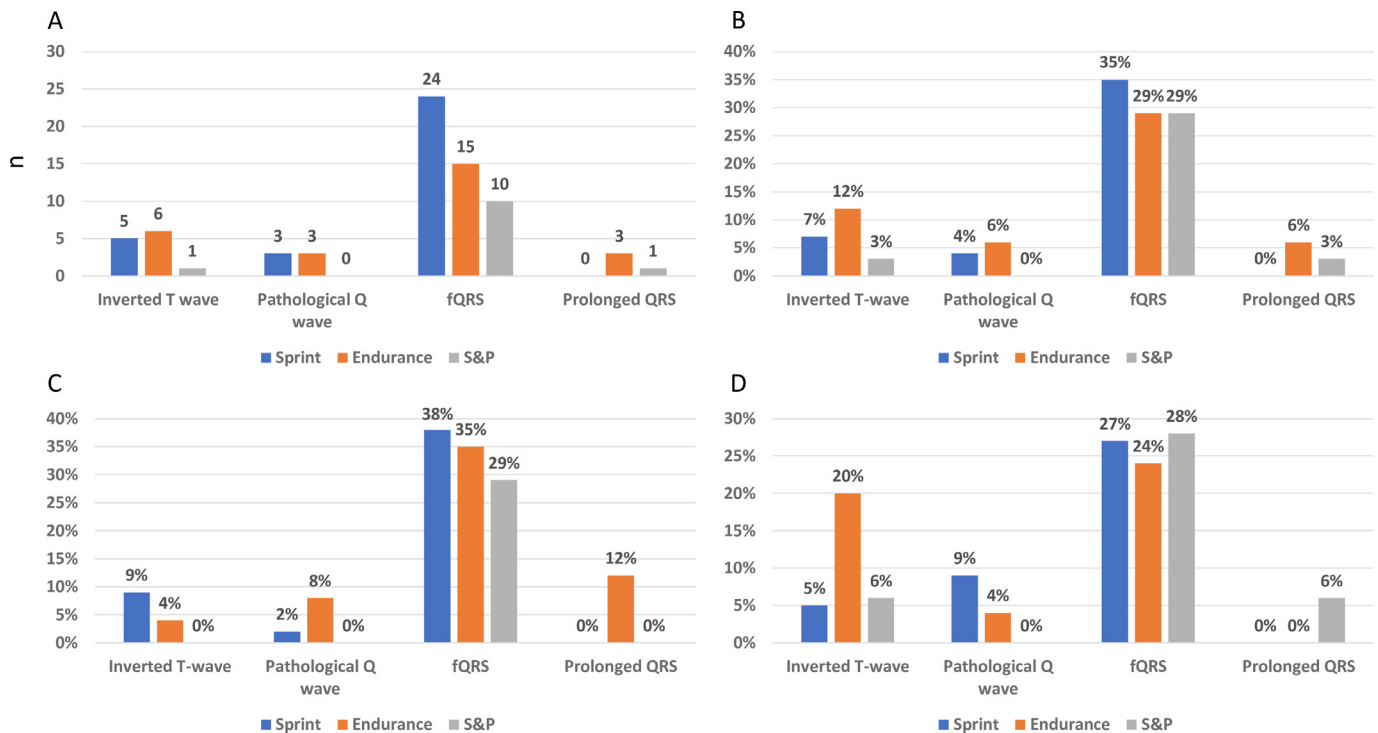 A
30
25
20
15
10
5
0
n
5
6
1
3
3
0
24
15
10
0
3
1
Inverted T wave
Pathological Q
wave
fQRS
Prolonged QRS
Sprint Endurance S&P
B
40%
35%
30%
25%
20%
15%
10%
5%
0%
7%
12%
3%
4%
6%
0%
35%
29%
29%
0%
6%
3%
Inverted T-wave
Pathological Q
wave
fQRS
Prolonged QRS
Sprint Endurance S&P
C
40%
35%
30%
25%
20%
15%
10%
5%
0%
9%
4%
0%
2%
8%
0%
38%
35%
29%
0%
12%
0%
Inverted T-wave
Pathological Q
wave
fQRS
Prolonged QRS
Sprint Endurance S&P
D
30%
25%
20%
15%
10%
5%
0%
5%
20%
6%
9%
4%
0%
27%
24%
28%
0%
0%
6%
Inverted T-wave
Pathological Q
wave
fQRS
Prolonged QRS
Sprint Endurance S&P